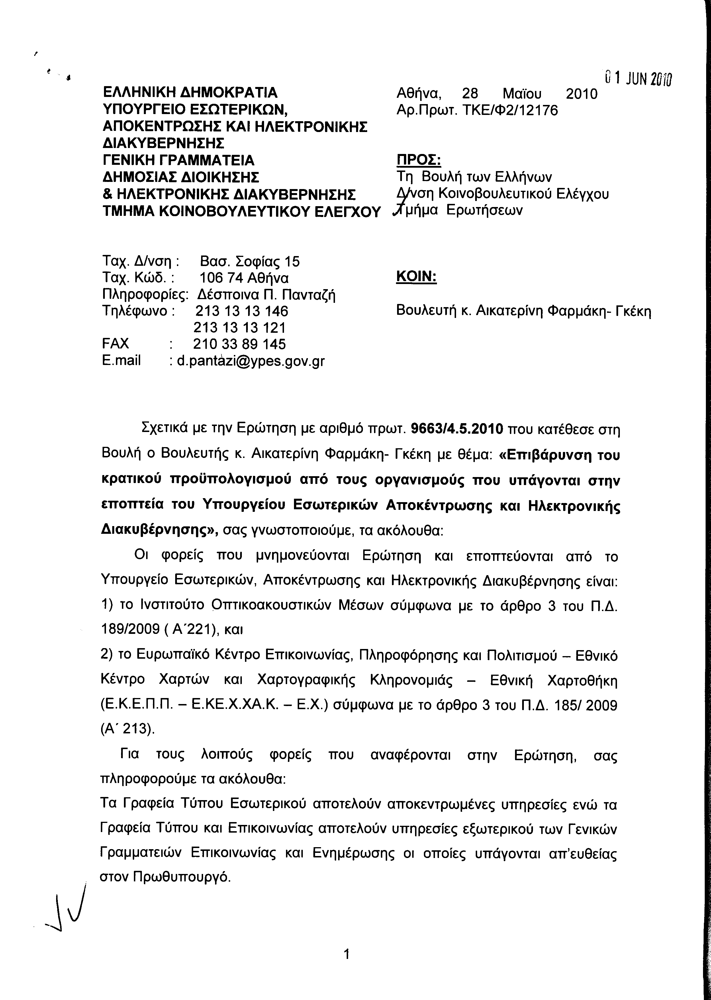 01 JUN 2010
ΕΛΛΗΝΙΚΗ ΔΗΜΟΚΡΑΤΙΑ
ΥΠΟΥΡΓΕΙΟ ΕΣΩΤΕΡΙΚΩΝ,
ΑΠΟΚΕΝΤΡΩΣΗΣ ΚΑΙ ΗΛΕΚΤΡΟΝΙΚΗΣ
ΔΙΑΚΥΒΕΡΝΗΣΗΣ
ΓΕΝΙΚΗ ΓΡΑΜΜΑΤΕΙΑ
ΔΗΜΟΣΙΑΣ ΔΙΟΙΚΗΣΗΣ
& ΗΛΕΚΤΡΟΝΙΚΗΣ ΔΙΑΚΥΒΕΡΝΗΣΗΣ
ΤΜΗΜΑ ΚΟΙΝΟΒΟΥΛΕΥΤΙΚΟΥ ΕΛΕΓΧΟΥ
Αθήνα, 28 Μαϊου 2010
Αρ.Πρωτ. ΤΚΕ/Φ2/12176
ΠΡΟΣ:
Τη Βουλή των Ελλήνων
Δ/νση Κοινοβουλευτικού Ελέγχου
Τμήμα Ερωτήσεων
Ταχ. Δ/νση : Βασ. Σοφίας 15
Ταχ. Κώδ. : 106 74 Αθήνα
Πληροφορίες: Δέσποινα Π. Πανταζή
Τηλέφωνο : 213 13 13 146
213 13 13 121
FAX : 210 33 89 145
E.mail : d.pantazi@ypes.gov.gr
ΚΟΙΝ:
Βουλευτή κ. Αικατερίνη Φαρμάκη- Γκέκη
Σχετικά με την Ερώτηση με αριθμό πρωτ. 9663/4.5.2010 που κατέθεσε στη
Βουλή ο Βουλευτής κ. Αικατερίνη Φαρμάκη- Γκέκη με θέμα: «Επιβάρυνση του
κρατικού προϋπολογισμού από τους οργανισμούς που υπάγονται στην
εποπτεία του Υπουργείου Εσωτερικών Αποκέντρωσης και Ηλεκτρονικής
Διακυβέρνησης», σας γνωστοποιούμε, τα ακόλουθα:
Οι φορείς που μνημονεύονται Ερώτηση και εποπτεύονται από το
Υπουργείο Εσωτερικών, Αποκέντρωσης και Ηλεκτρονικής Διακυβέρνησης είναι:
1) το Ινστιτούτο Οπτικοακουστικών Μέσων σύμφωνα με το άρθρο 3 του Π.Δ.
189/2009 ( Α΄221), και
2) το Ευρωπαϊκό Κέντρο Επικοινωνίας, Πληροφόρησης και Πολιτισμού – Εθνικό
Κέντρο Χαρτών και Χαρτογραφικής Κληρονομιάς – Εθνική Χαρτοθήκη
(Ε.Κ.Ε.Π.Π. – Ε.ΚΕ.Χ.ΧΑ.Κ. – Ε.Χ.) σύμφωνα με το άρθρο 3 του Π.Δ. 185/ 2009
(Α΄ 213).
Για τους λοιπούς φορείς που αναφέρονται στην Ερώτηση, σας
πληροφορούμε τα ακόλουθα:
Τα Γραφεία Τύπου Εσωτερικού αποτελούν αποκεντρωμένες υπηρεσίες ενώ τα
Γραφεία Τύπου και Επικοινωνίας αποτελούν υπηρεσίες εξωτερικού των Γενικών
Γραμματειών Επικοινωνίας και Ενημέρωσης οι οποίες υπάγονται απ’ευθείας
στον Πρωθυπουργό.
1